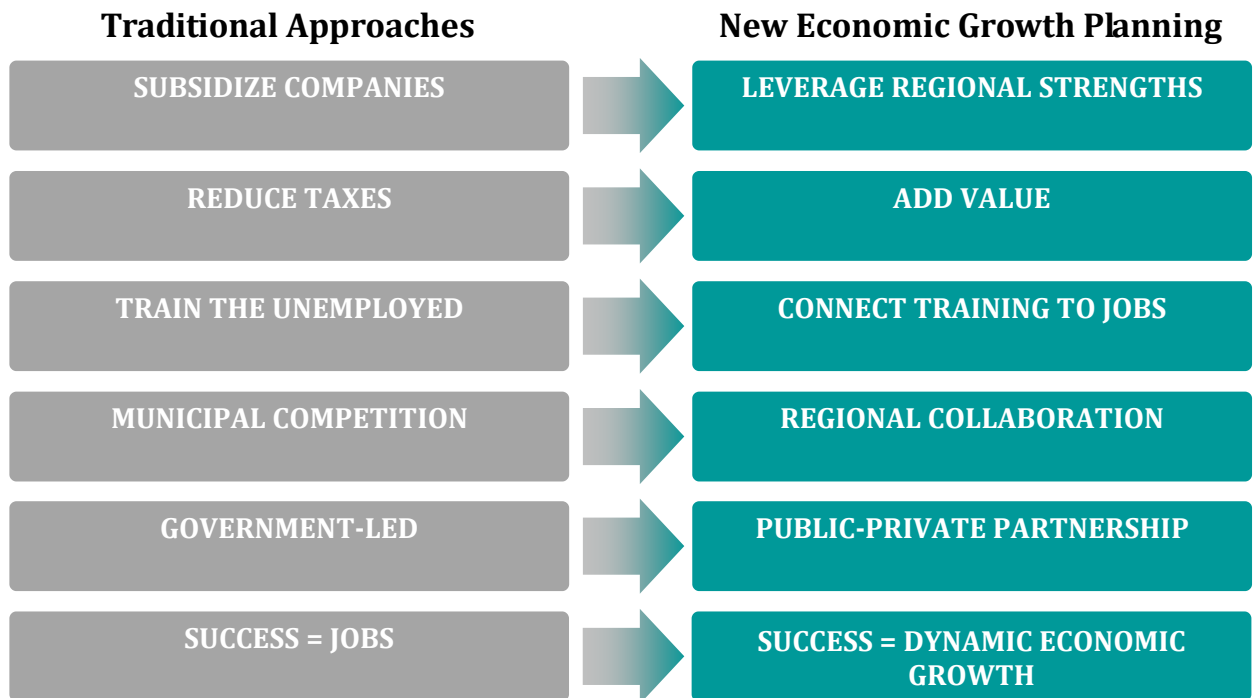 Traditional Approaches
New Economic Growth Planning
SUBSIDIZE COMPANIES
LEVERAGE REGIONAL STRENGTHS
REDUCE TAXES
ADD VALUE
TRAIN THE UNEMPLOYED
CONNECT TRAINING TO JOBS
MUNICIPAL COMPETITION
REGIONAL COLLABORATION
GOVERNMENT-LED
PUBLIC-PRIVATE PARTNERSHIP
SUCCESS = JOBS
SUCCESS = DYNAMIC ECONOMIC
GROWTH